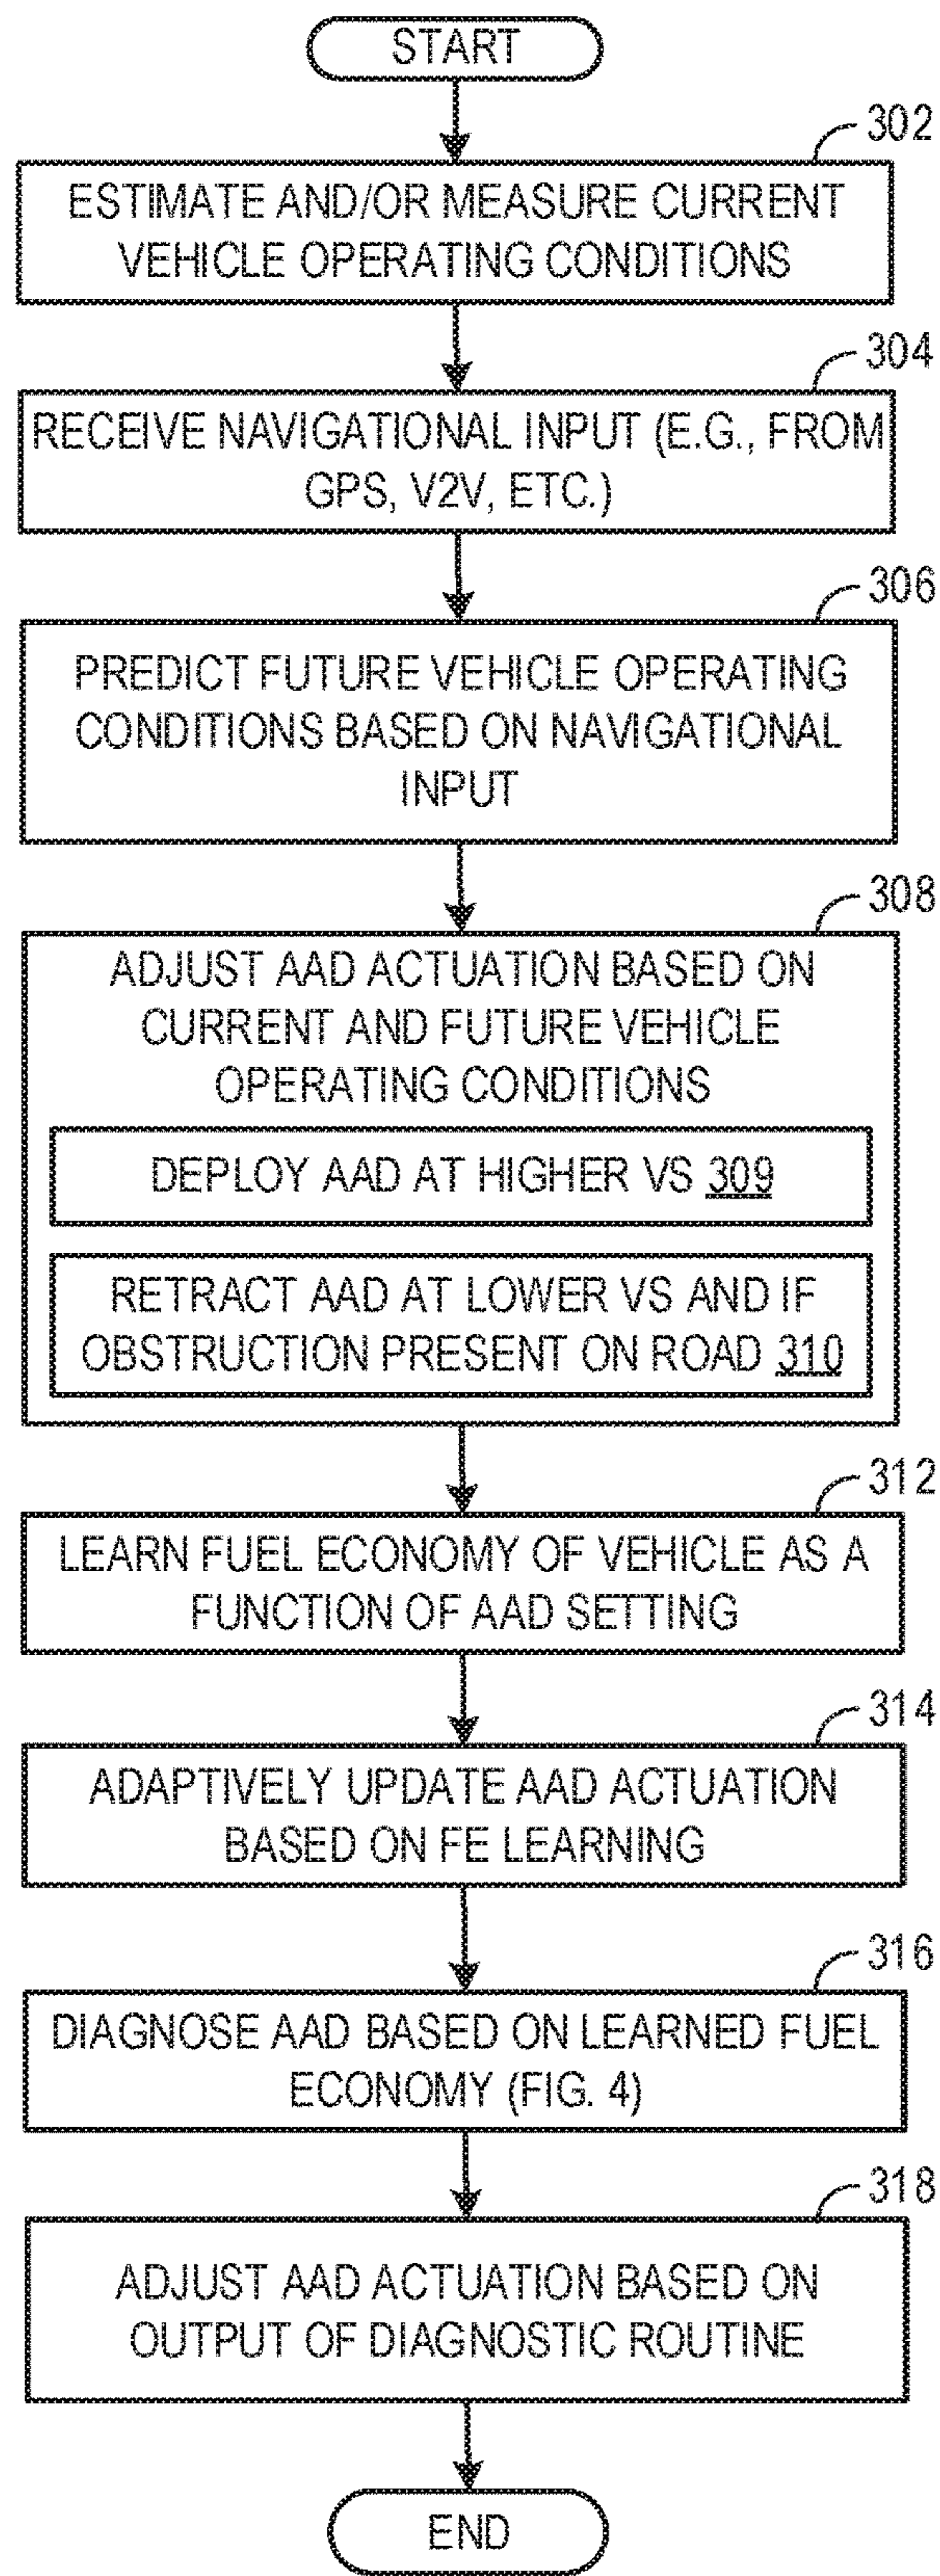 START
302
ESTIMATE AND/OR MEASURE CURRENT
VEHICLE OPERATING CONDITIONS
304
RECEIVE NAVIGATIONAL INPUT (E.G., FROM
GPS, V2V, ETC.)
306
PREDICT FUTURE VEHICLE OPERATING
CONDITIONS BASED ON NAVIGATIONAL
INPUT
308
ADJUST AAD ACTUATION BASED ON
CURRENT AND FUTURE VEHICLE
OPERATING CONDITIONS
DEPLOY AAD AT HIGHER VS 309
RETRACT AAD AT LOWER VS AND IF
OBSTRUCTION PRESENT ON ROAD 310
312
LEARN FUEL ECONOMY OF VEHICLE AS A
FUNCTION OF AAD SETTING
314
ADAPTIVELY UPDATE AAD ACTUATION
BASED ON FE LEARNING
316
DIAGNOSE AAD BASED ON LEARNED FUEL
ECONOMY (FIG. 4)
318
ADJUST AAD ACTUATION BASED ON
OUTPUT OF DIAGNOSTIC ROUTINE
END